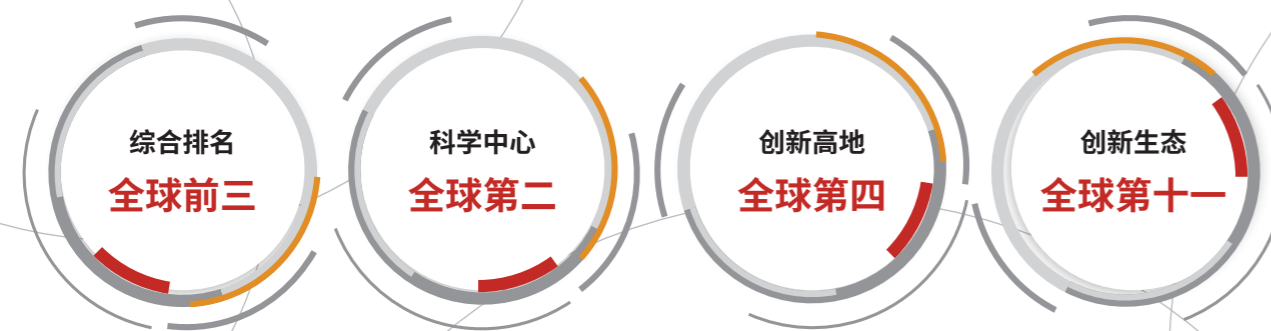 综合排名
全球前三
科学中心
全球第二
创新高地
全球第四
创新生态
全球第十一